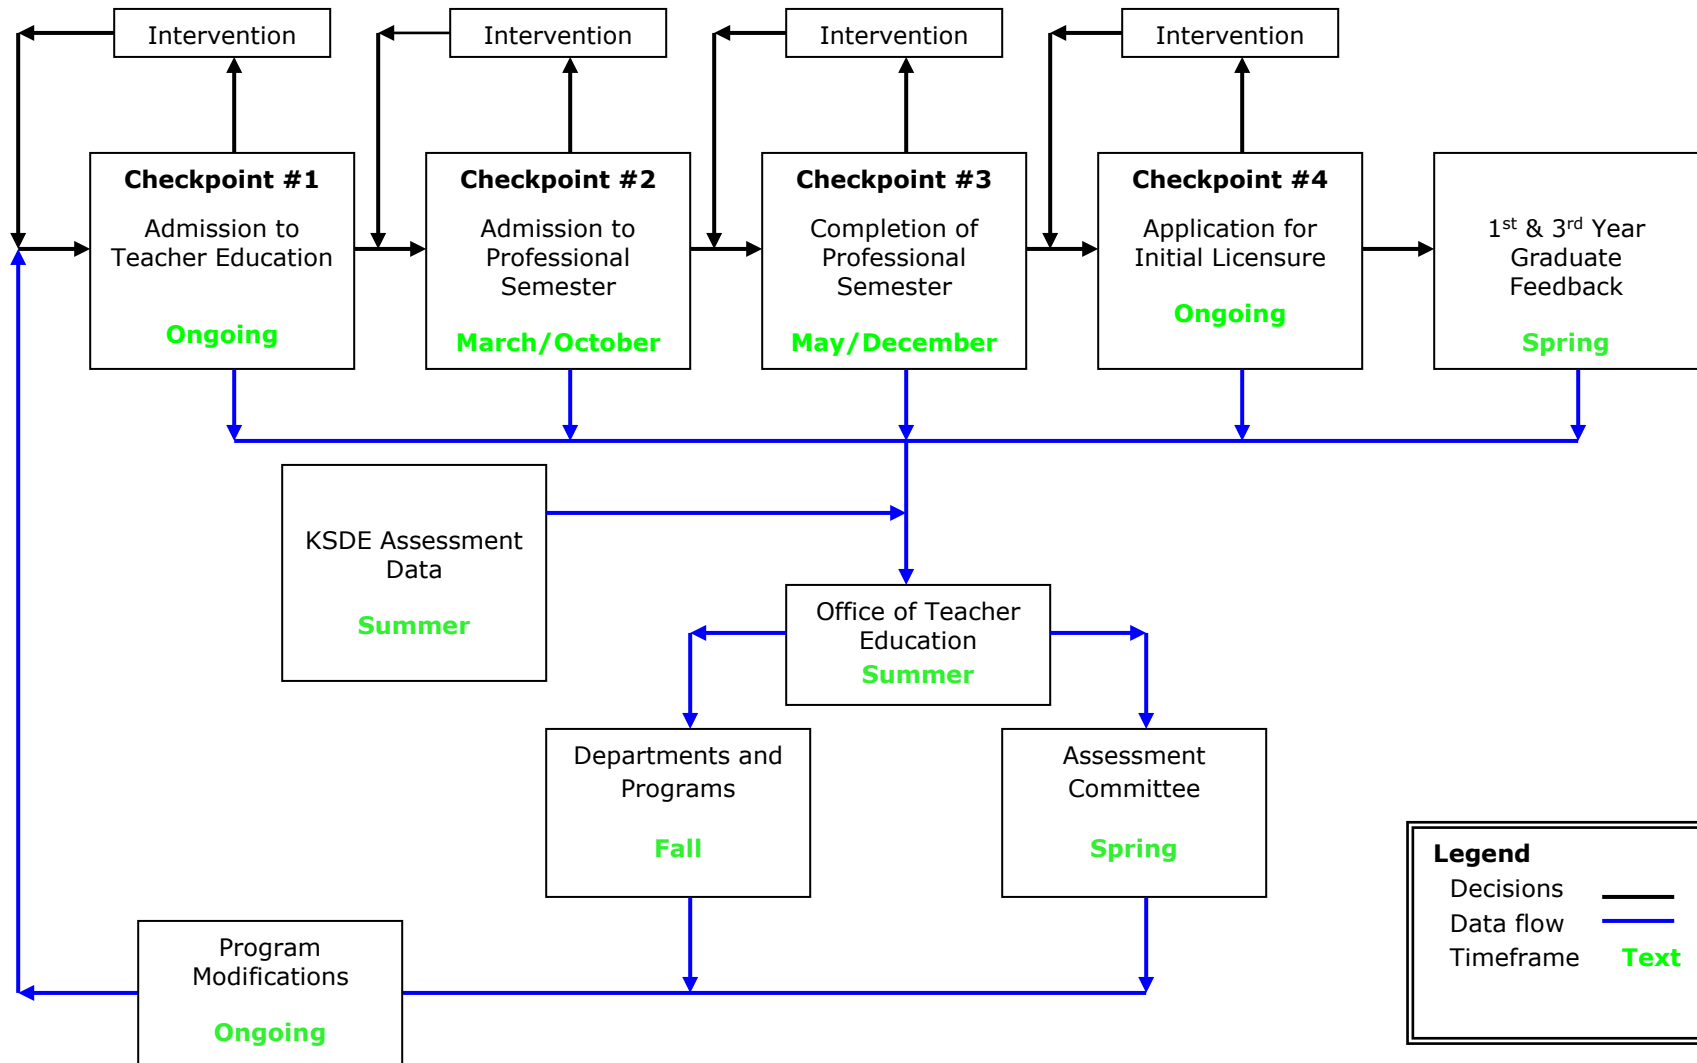 Intervention
Intervention
Intervention
Intervention
Checkpoint #1
Admission to
Teacher Education
Ongoing
Checkpoint #2
Admission to
Professional
Semester
March/October
Checkpoint #3
Completion of
Professional
Semester
May/December
Checkpoint #4
Application for
Initial Licensure
Ongoing
1st & 3rd Year
Graduate
Feedback
Spring
KSDE Assessment
Data
Summer
Office of Teacher
Education
Summer
Departments and
Programs
Fall
Assessment
Committee
Spring
Program
Modifications
Ongoing
Legend
Decisions
Data flow
Timeframe Text